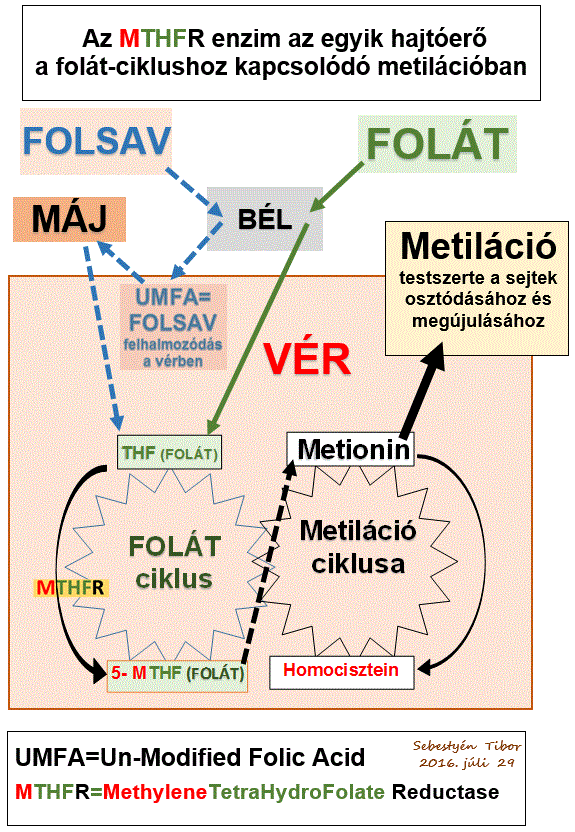 Az MTHFR enzim az egyik hajtóerő
a folát-ciklushoz kapcsolódó metilációban
FOLSAV
FOLÁT
MÁJ
BÉL
Metiláció
testszerte a sejtek
osztódásához és
megújulásához
UMFA=
FOLSAV
felhalmozódás
a vérben
VÉR
THF (FOLÁT)
Metionin
FOLÁT
ciklus
Metiláció
ciklusa
MTHFR
5- M THF (FOLÁT)
Homocisztein
UMFA=Un-Modified Folic Acid
Sebestyén Tibor
2016. júli 29
MTHFR=MethyleneTetraHydroFolate Reductase